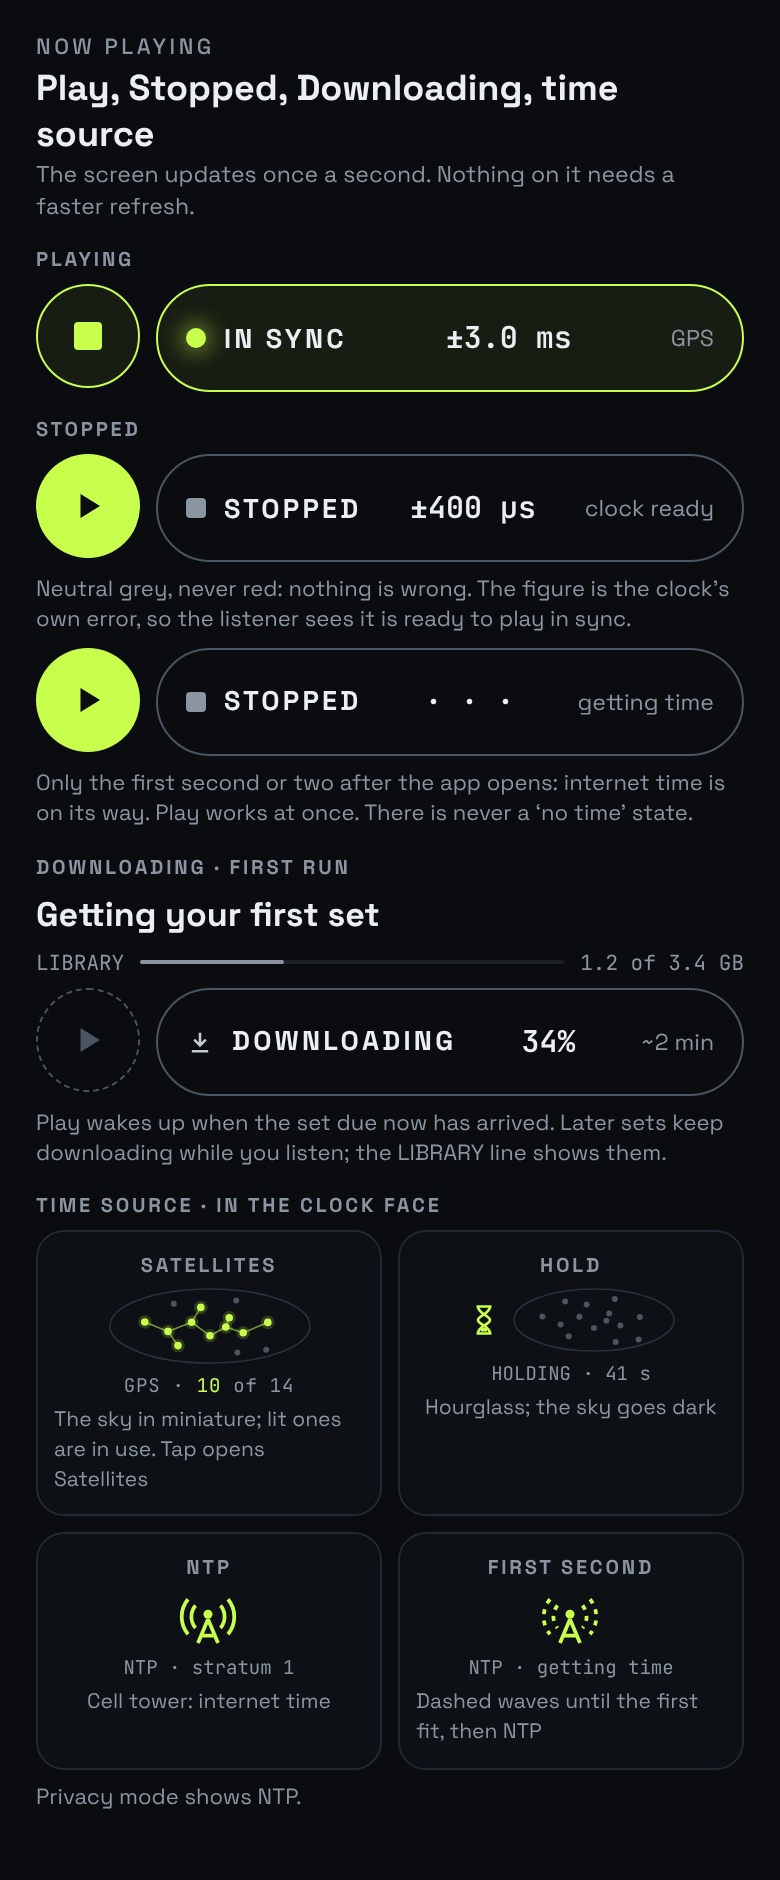 NOW PLAYING
Play, Stopped, Downloading, time
source
The screen updates once a second. Nothing on it needs a
faster refresh.
PLAYING
IN SYNC ±3.0 ms GPS
STOPPED
STOPPED ±400 µs clock ready
Neutral grey, never red: nothing is wrong. The figure is the clock’s
own error, so the listener sees it is ready to play in sync.
STOPPED · · · getting time
Only the first second or two after the app opens: internet time is
on its way. Play works at once. There is never a ‘no time’ state.
DOWNLOADING · FIRST RUN
Getting your first set
LIBRARY 1.2 of 3.4 GB
DOWNLOADING 34% ~2 min
Play wakes up when the set due now has arrived. Later sets keep
downloading while you listen; the LIBRARY line shows them.
TIME SOURCE · IN THE CLOCK FACE
SATELLITES
GPS · 10 of 14
The sky in miniature; lit ones
are in use. Tap opens
Satellites
HOLD
HOLDING · 41 s
Hourglass; the sky goes dark
NTP
NTP · stratum 1
Cell tower: internet time
FIRST SECOND
NTP · getting time
Dashed waves until the first
fit, then NTP
Privacy mode shows NTP.